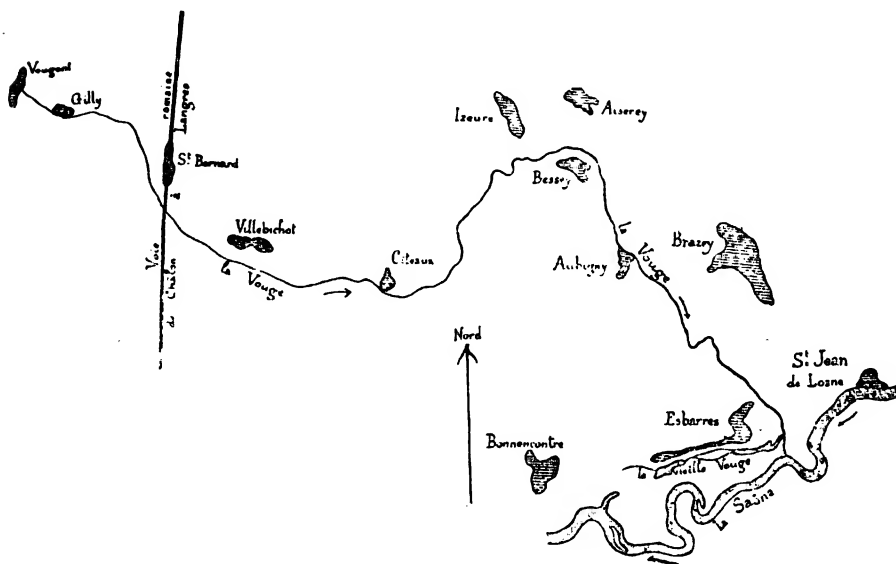 Vougeot
Gilly
Voie romaine
de Châlon à Langres
St Bernard
Villebichot
la Vouge
Citeaux
Izeure
Aiserey
Bessey
la Vouge
Aubigny
Brazey
Nord
St Jean
de Losne
Esbarres
Bonnencontre
la Vieille Vouge
La Saône